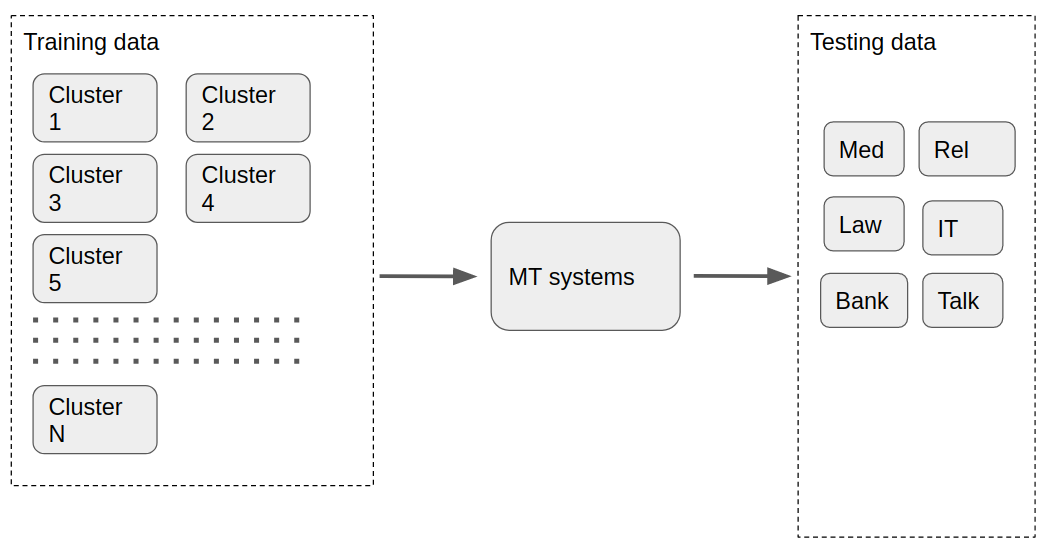 Training data
Cluster
1
Cluster
2
Cluster
3
Cluster
4
Cluster
5
Cluster
N
MT systems
Testing data
Med
Rel
Law
IT
Bank
Talk